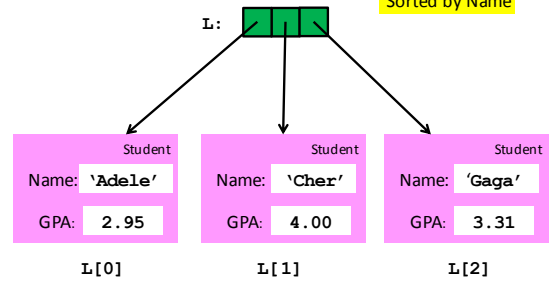 Sorted by Name
L:
Student Student Student
Name: ‘Adele’ Name: ‘Cher’ Name: ‘Gaga’
GPA: 2.95 GPA: 4.00 GPA: 3.31
L[0] L[1] L[2]